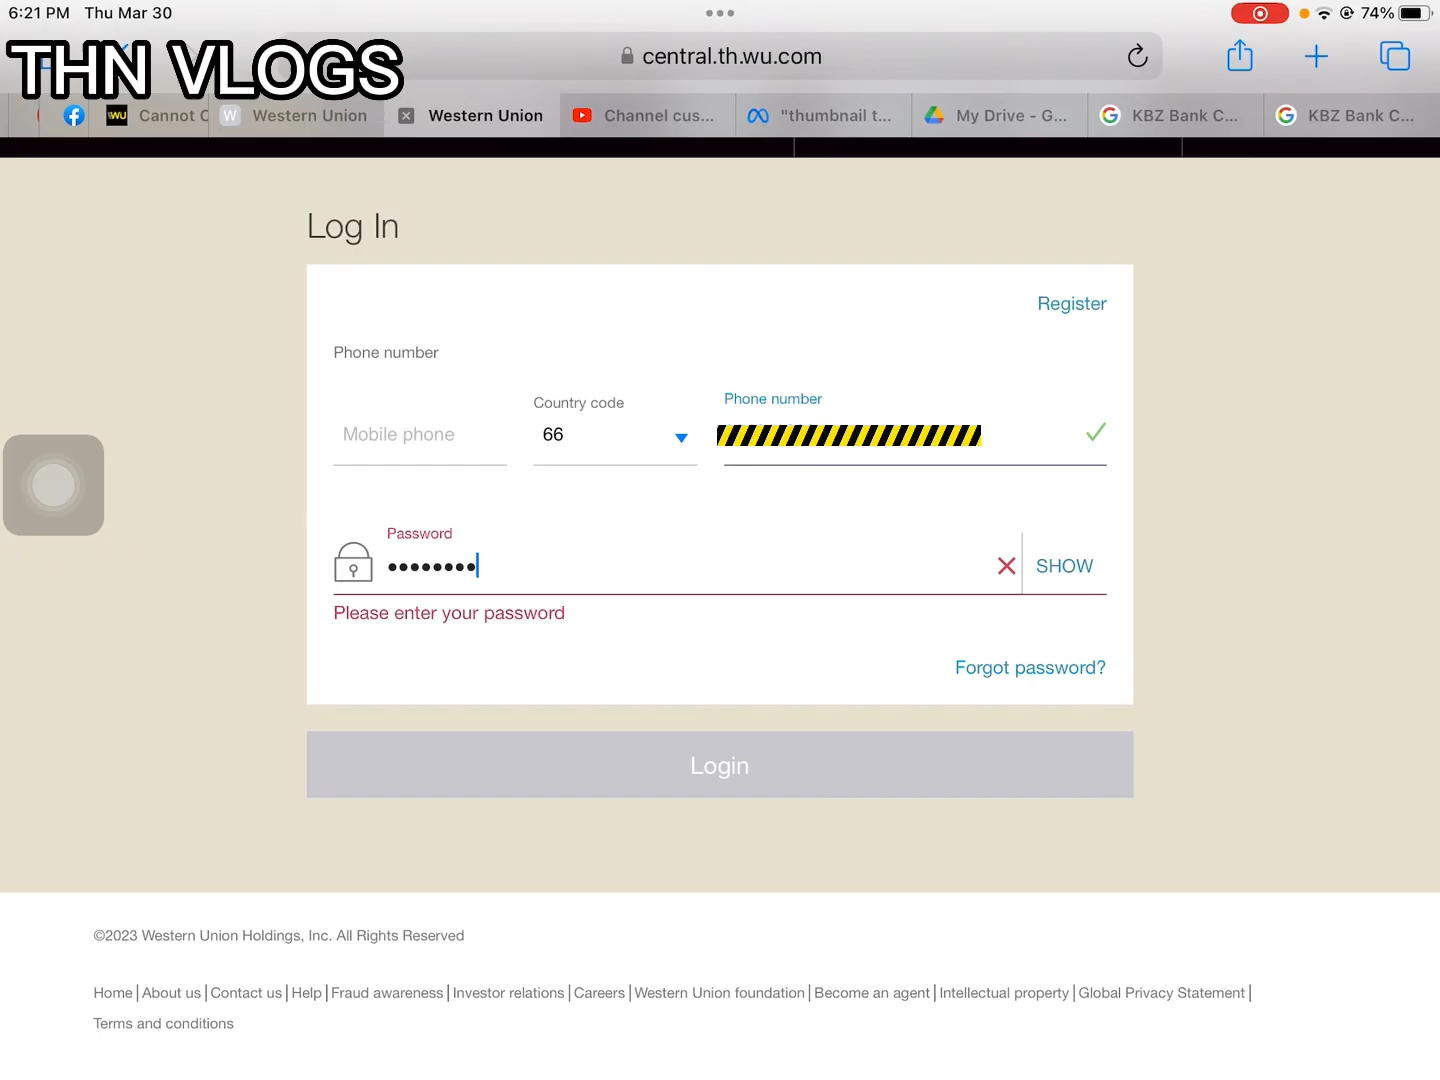 6:21 PM Thu Mar 30
74%
THN VLOGS
central.th.wu.com
WU Cannot C
W Western Union
Western Union
Channel cus...
"thumbnail t...
My Drive - G...
KBZ Bank C...
KBZ Bank C...
Log In
Register
Phone number
Country code
Phone number
Mobile phone
66
Password
••••••••
SHOW
Please enter your password
Forgot password?
Login
©2023 Western Union Holdings, Inc. All Rights Reserved
Home | About us | Contact us | Help | Fraud awareness | Investor relations | Careers | Western Union foundation | Become an agent | Intellectual property | Global Privacy Statement |
Terms and conditions